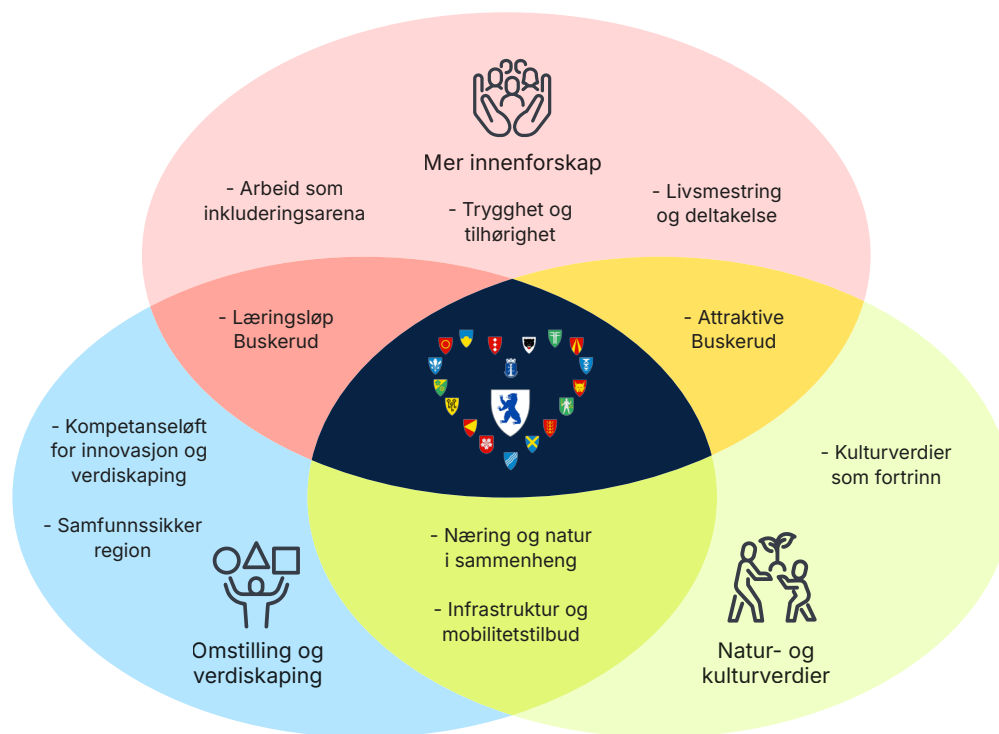 Mer innenforskap
- Arbeid som
inkluderingsarena
- Trygghet og
tilhørighet
- Livsmestring
og deltakelse
- Læringsløp
Buskerud
- Attraktive
Buskerud
- Kompetanseløft
for innovasjon og
verdiskaping
- Samfunnssikker
region
- Kulturverdier
som fortrinn
- Næring og natur
i sammenheng
- Infrastruktur og
mobilitetstilbud
Omstilling og
verdiskaping
Natur- og
kulturverdier